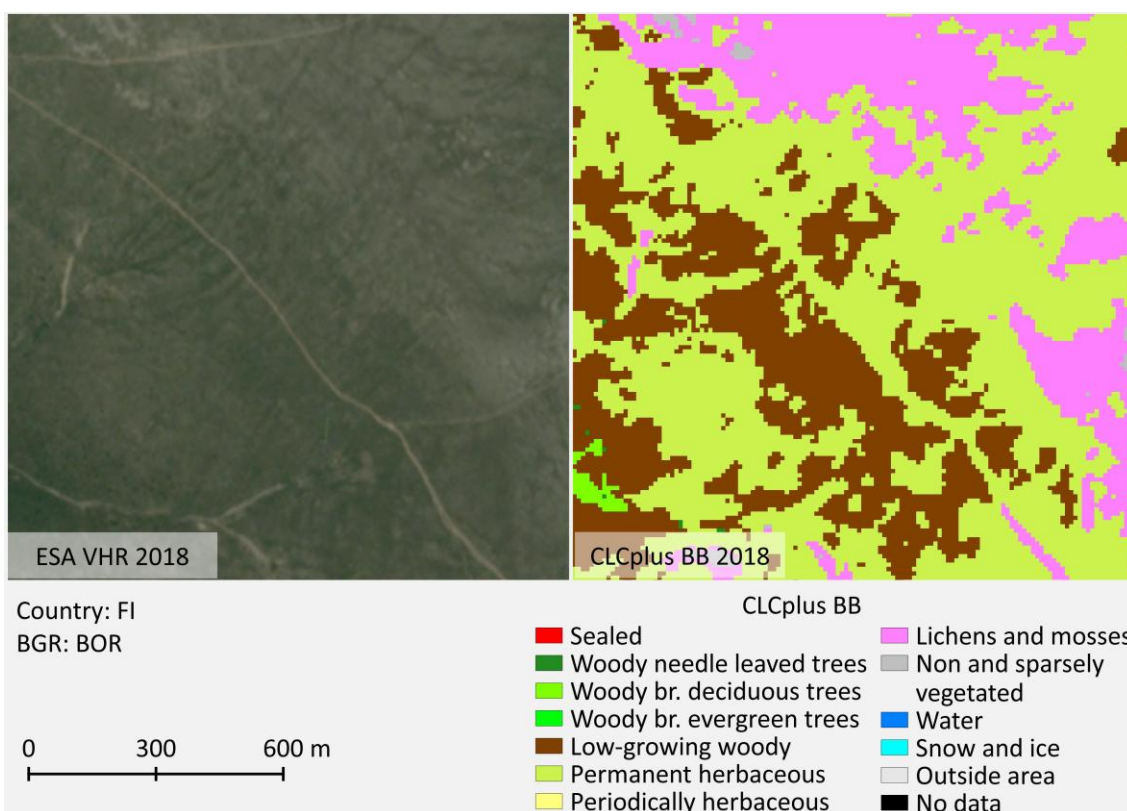 ESA VHR 2018
CLCplus BB 2018
Country: FI
BGR: BOR
0 300 600 m
CLCplus BB
Sealed
Woody needle leaved trees
Woody br. deciduous trees
Woody br. evergreen trees
Low-growing woody
Permanent herbaceous
Periodically herbaceous
Lichens and mosses
Non and sparsely
vegetated
Water
Snow and ice
Outside area
No data